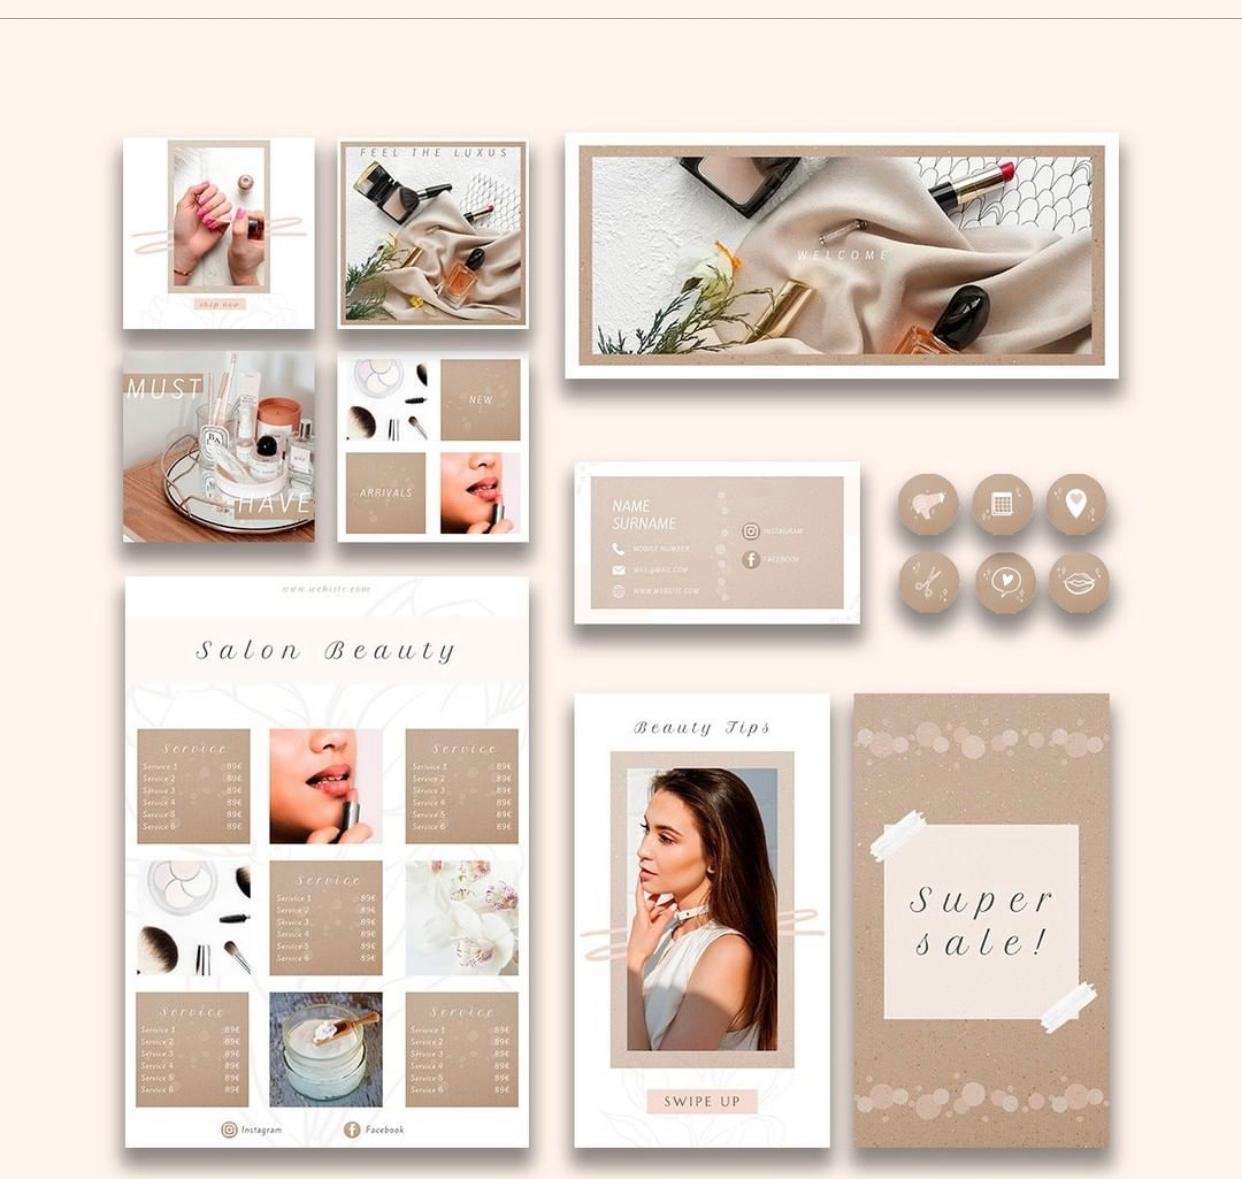 shop now
FEEL THE LUXUS
WELCOME
MUST
HAVE
NEW
ARRIVALS
NAME
SURNAME
MOBILE NUMBER
MAIL@MAIL.COM
WWW.WEBSITE.COM
INSTAGRAM
FACEBOOK
www.website.com
Salon Beauty
Service
Service 1 89€
Service 2 89€
Service 3 89€
Service 4 89€
Service 5 89€
Service 6 89€
Service
Service 1 89€
Service 2 89€
Service 3 89€
Service 4 89€
Service 5 89€
Service 6 89€
Service
Service 1 89€
Service 2 89€
Service 3 89€
Service 4 89€
Service 5 89€
Service 6 89€
Service
Service 1 89€
Service 2 89€
Service 3 89€
Service 4 89€
Service 5 89€
Service 6 89€
Service
Service 1 89€
Service 2 89€
Service 3 89€
Service 4 89€
Service 5 89€
Service 6 89€
Instagram
Facebook
Beauty Tips
SWIPE UP
Super
sale!